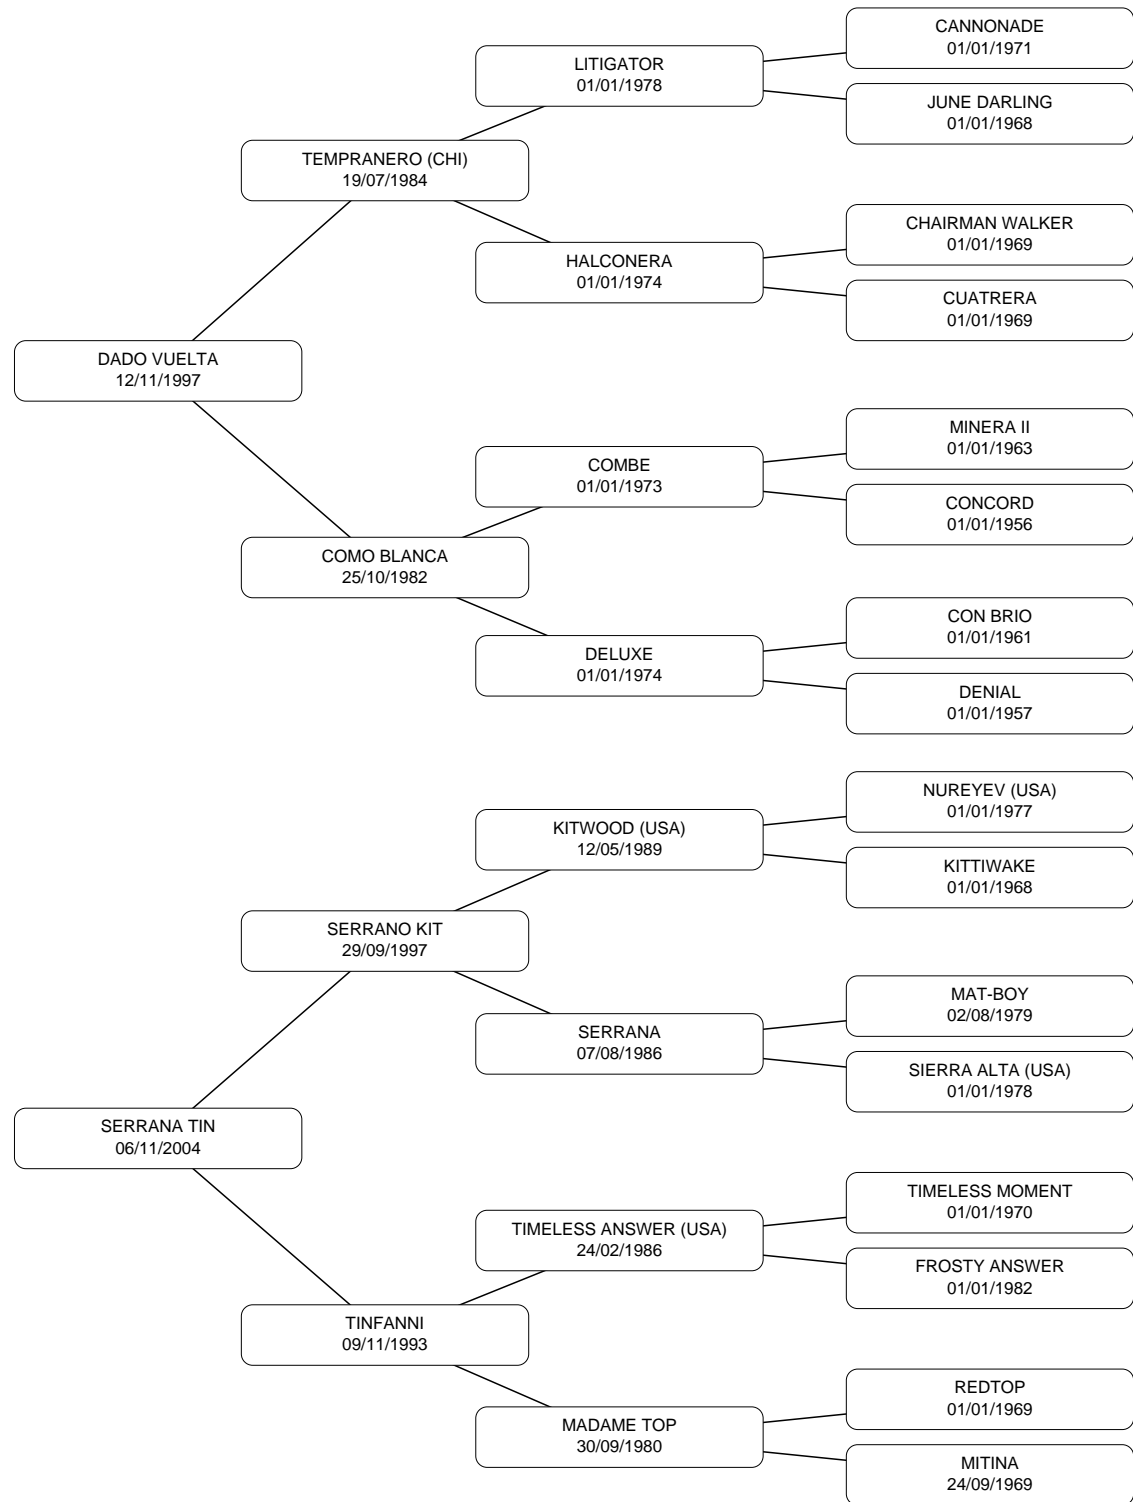 CANNONADE
01/01/1971
LITIGATOR
01/01/1978
JUNE DARLING
01/01/1968
TEMPRANERO (CHI)
19/07/1984
CHAIRMAN WALKER
01/01/1969
HALCONERA
01/01/1974
CUATRERA
01/01/1969
DADO VUELTA
12/11/1997
MINERA II
01/01/1963
COMBE
01/01/1973
CONCORD
01/01/1956
COMO BLANCA
25/10/1982
CON BRIO
01/01/1961
DELUXE
01/01/1974
DENIAL
01/01/1957
NUREYEV (USA)
01/01/1977
KITWOOD (USA)
12/05/1989
KITTIWAKE
01/01/1968
SERRANO KIT
29/09/1997
MAT-BOY
02/08/1979
SERRANA
07/08/1986
SIERRA ALTA (USA)
01/01/1978
SERRANA TIN
06/11/2004
TIMELESS MOMENT
01/01/1970
TIMELESS ANSWER (USA)
24/02/1986
FROSTY ANSWER
01/01/1982
TINFANNI
09/11/1993
REDTOP
01/01/1969
MADAME TOP
30/09/1980
MITINA
24/09/1969